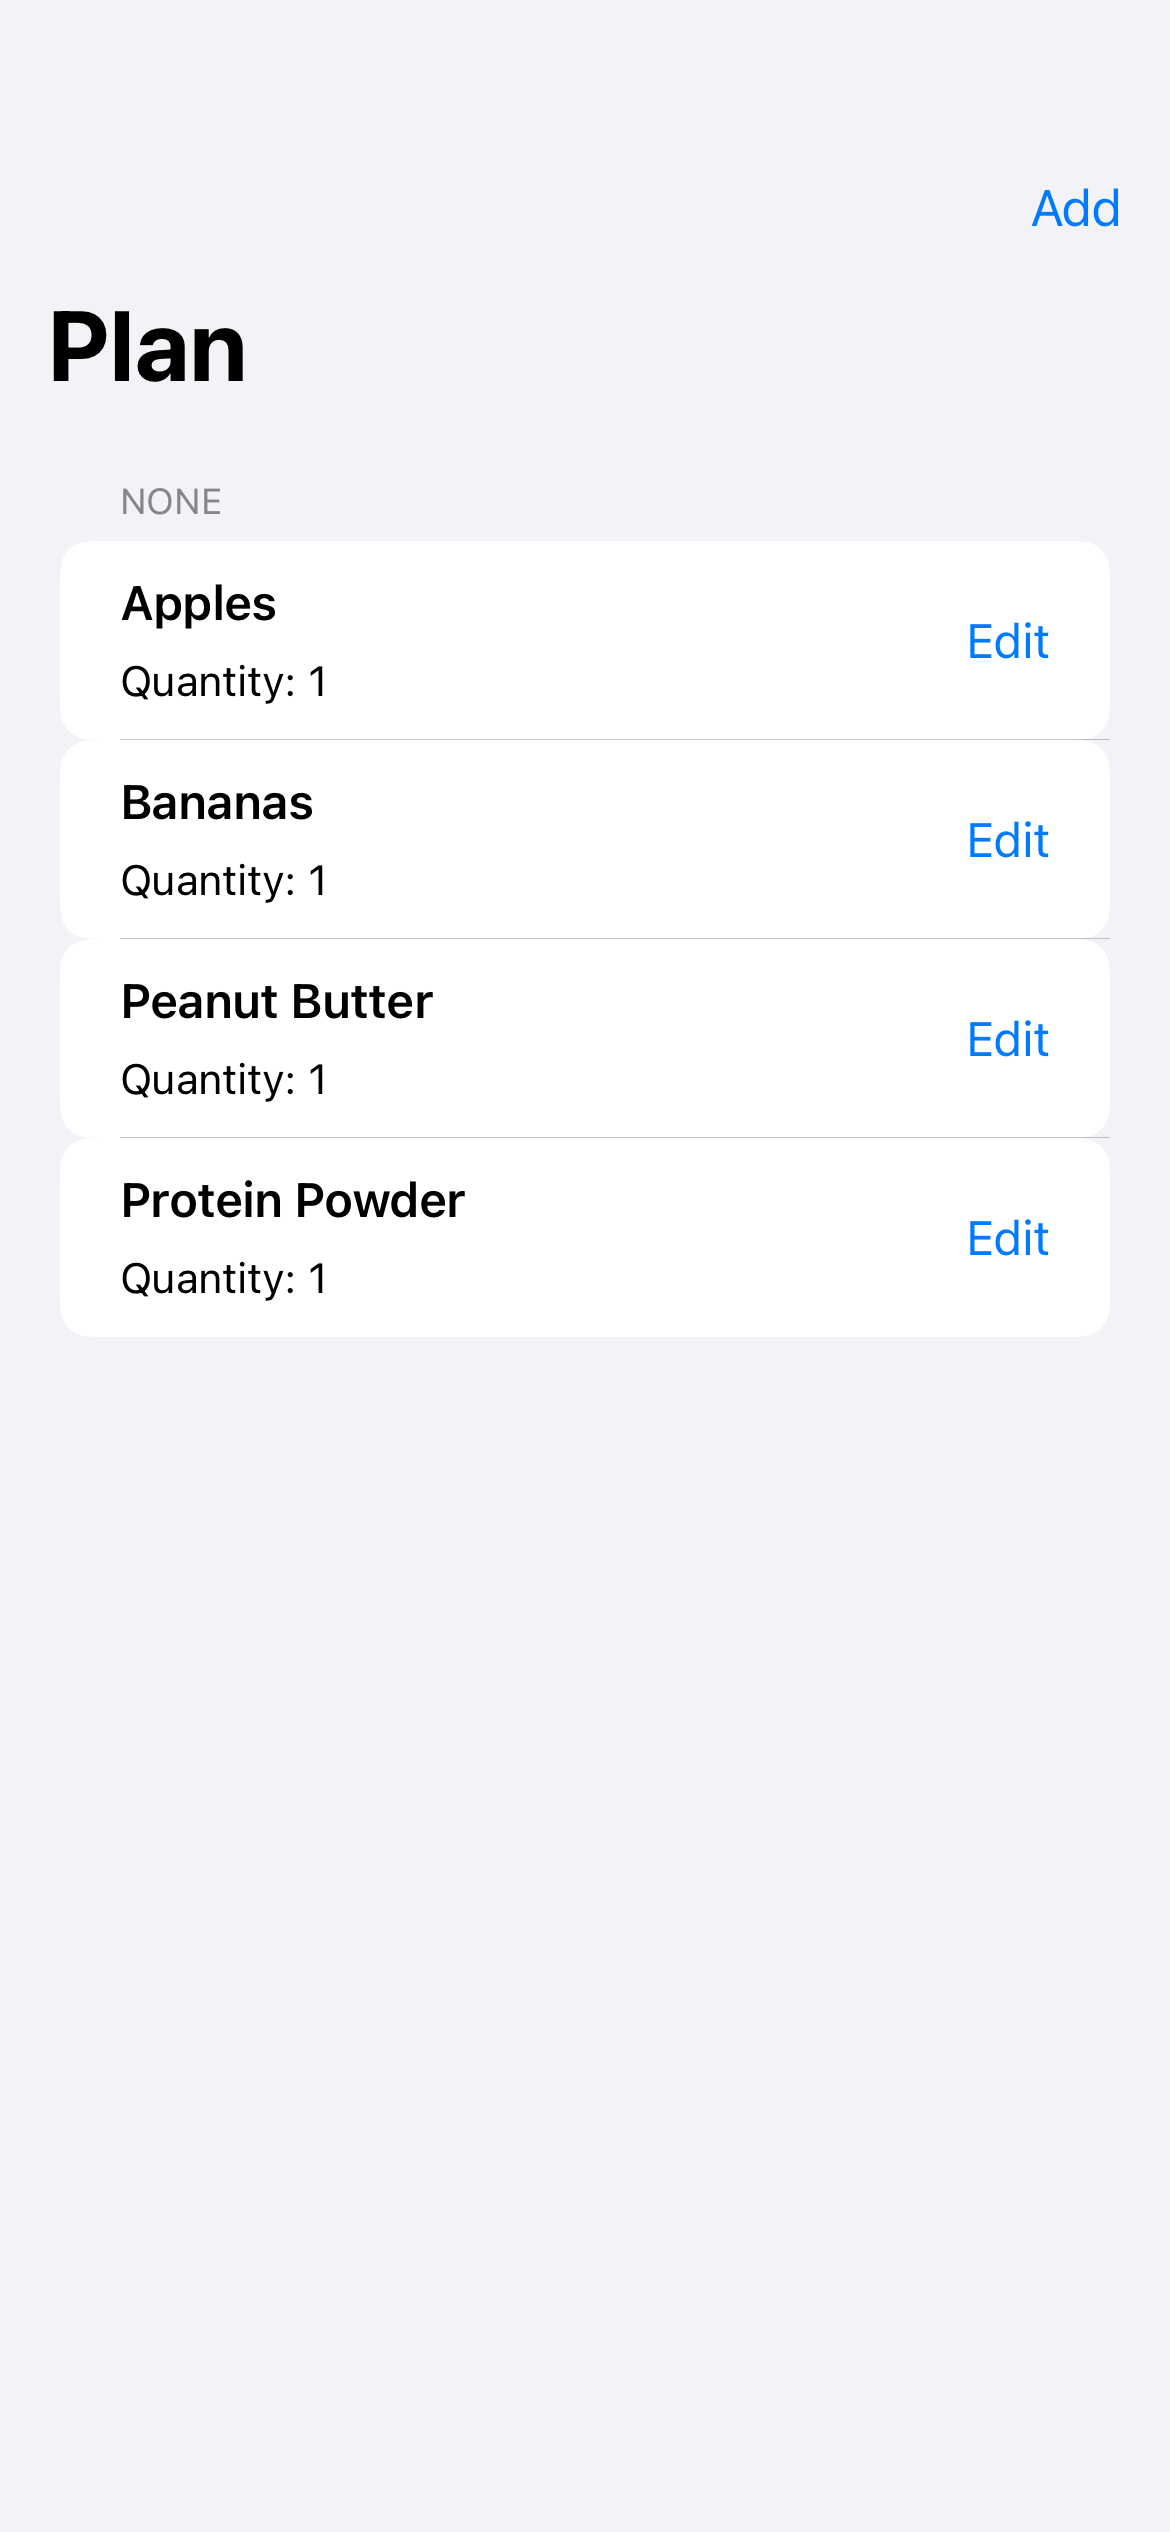 Add
Plan
NONE
Apples
Quantity: 1
Edit
Bananas
Quantity: 1
Edit
Peanut Butter
Quantity: 1
Edit
Protein Powder
Quantity: 1
Edit